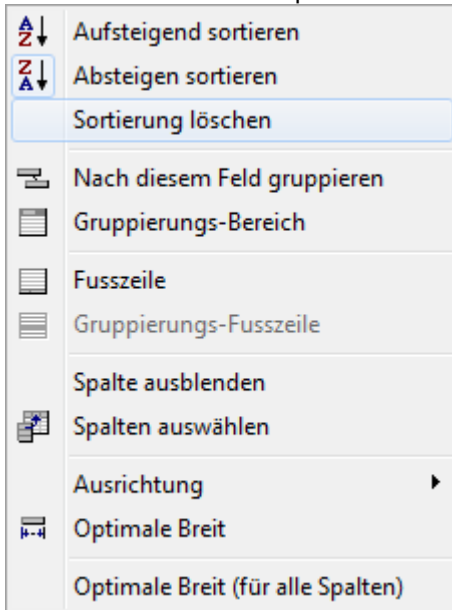 Aufsteigend sortieren
Absteigen sortieren
Sortierung löschen
Nach diesem Feld gruppieren
Gruppierungs-Bereich
Fusszeile
Gruppierungs-Fusszeile
Spalte ausblenden
Spalten auswählen
Ausrichtung
Optimale Breit
Optimale Breit (für alle Spalten)